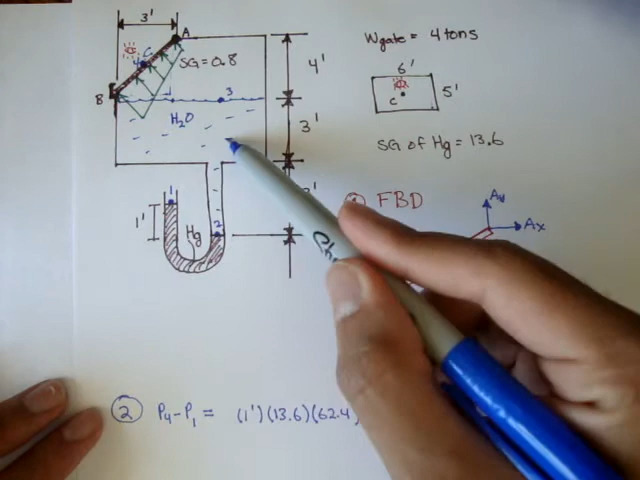 3'
A
C
SG=0.8
B
3
H₂O
4'
3'
1
1'
Hg
2
Wgate = 4 tons
6'
5'
C
SG of Hg = 13.6
① FBD
Ay
Ax
② P₄-P₁ = (1')(13.6)(62.4)